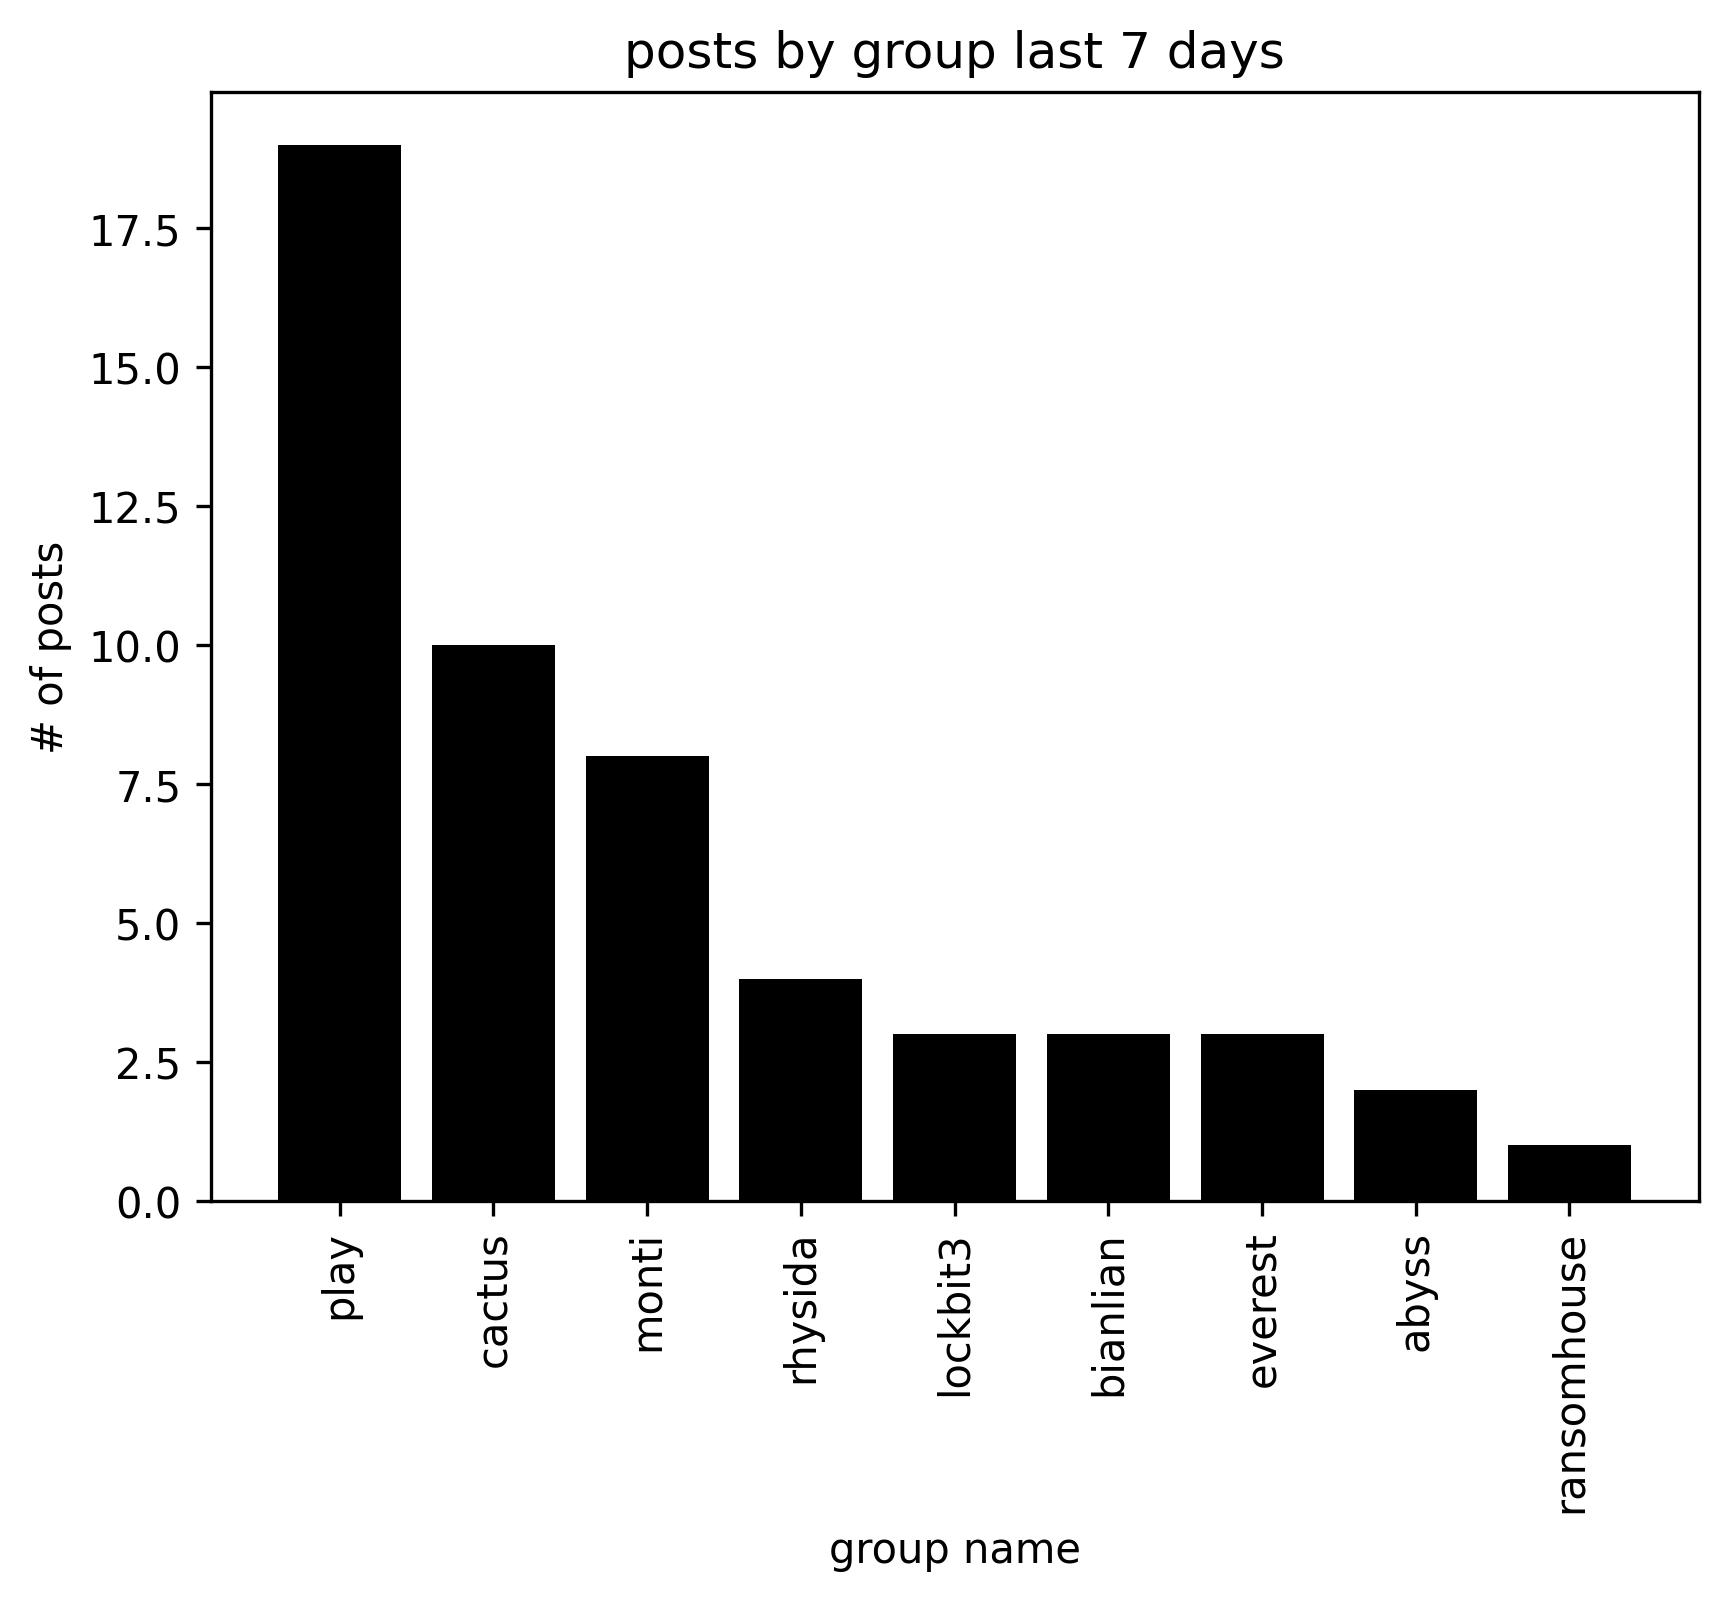 posts by group last 7 days
# of posts
17.5
15.0
12.5
10.0
7.5
5.0
2.5
0.0
play
cactus
monti
rhysida
lockbit3
bianlian
everest
abyss
ransomhouse
group name